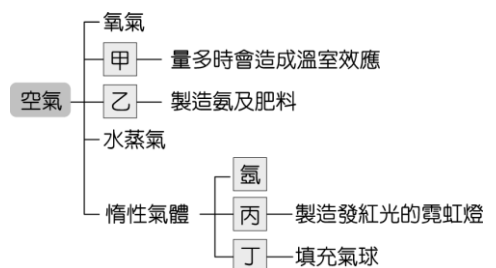 氧氣
甲 量多時會造成溫室效應
空氣 乙 製造氨及肥料
水蒸氣
氬
惰性氣體 丙 製造發紅光的霓虹燈
丁 填充氣球